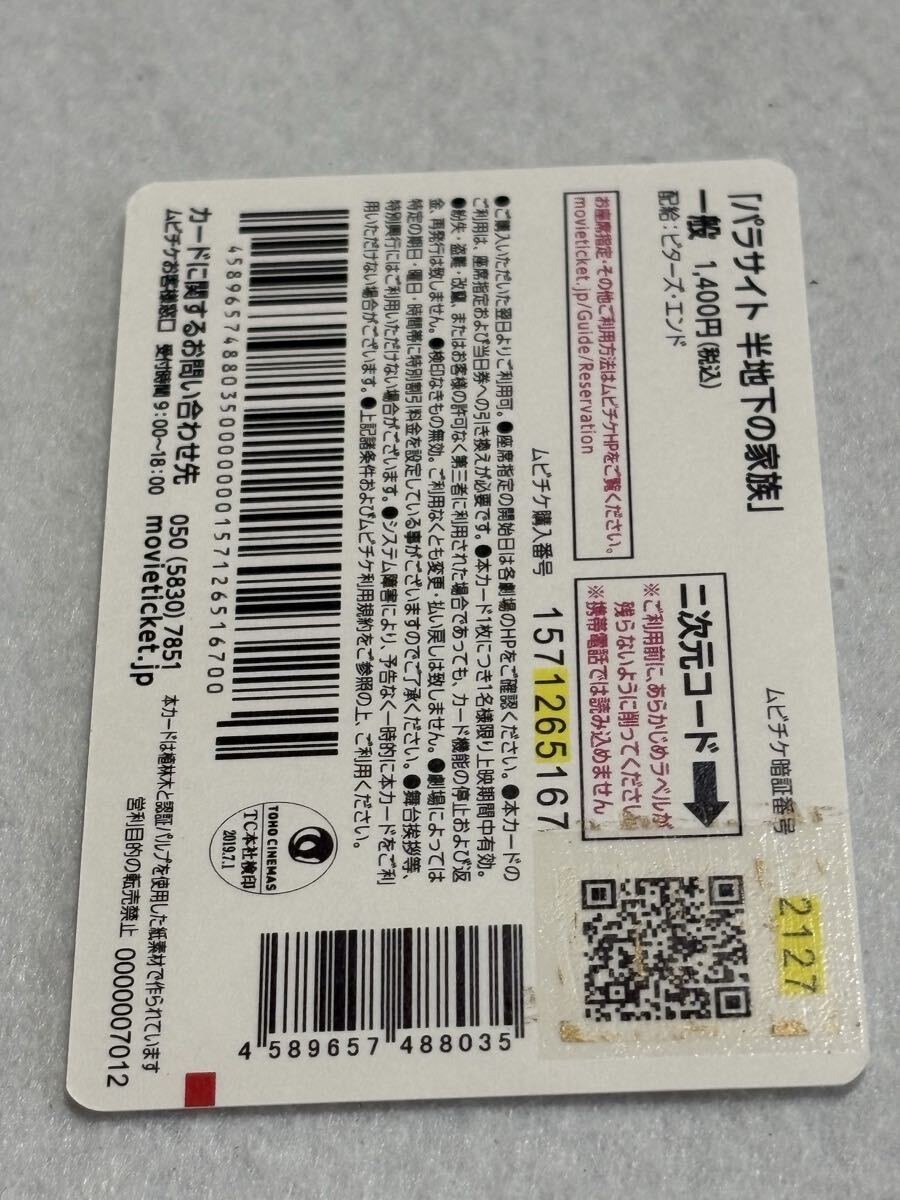 「パラサイト 半地下の家族」
一般 1,400円(税込)
配給：ビターズ・エンド
お座席指定・その他ご利用方法はムビチケHPをご覧ください。
movieticket.jp/Guide/Reservation
二次元コード
※ご利用前に、あらかじめラベルが
残らないように削ってください
※携帯電話では読み込めません
ムビチケ暗証番号 2127
ムビチケ購入番号 1571265167
●ご購入いただいた翌日よりご利用可。●座席指定の開始日は各劇場のHPをご確認ください。●本カードの
ご利用は、座席指定および当日券への引き換えが必要です。●本カード1枚につき1名様限り上映期間中有効。
●紛失・盗難・改竄、またはお客様の許可なく第三者に利用された場合であっても、カード機能の停止および返
金、再発行は致しません。●検印なきもの無効。ご利用なくとも変更・払い戻しは致しません。●劇場によっては
特定の期日・曜日・時間帯に特別割引料金を設定している事がございますのでご了承ください。●舞台挨拶等、
特別興行にはご利用いただけない場合がございます。●システム障害により、予告なく一時的に本カードをご利
用いただけない場合がございます。●上記諸条件およびムビチケ利用規約をご参照の上、ご利用ください。
45896574880350000000157126516700
TOHO CINEMAS
TC本社検印
2019.7.1
4 589657 488035
カードに関するお問い合わせ先 050 (5830) 7851
ムビチケお客様窓口 受付時間 9:00~18:00 movieticket.jp
本カードは植林木と認証パルプを使用した紙素材で作られています
営利目的の転売禁止 0000007012